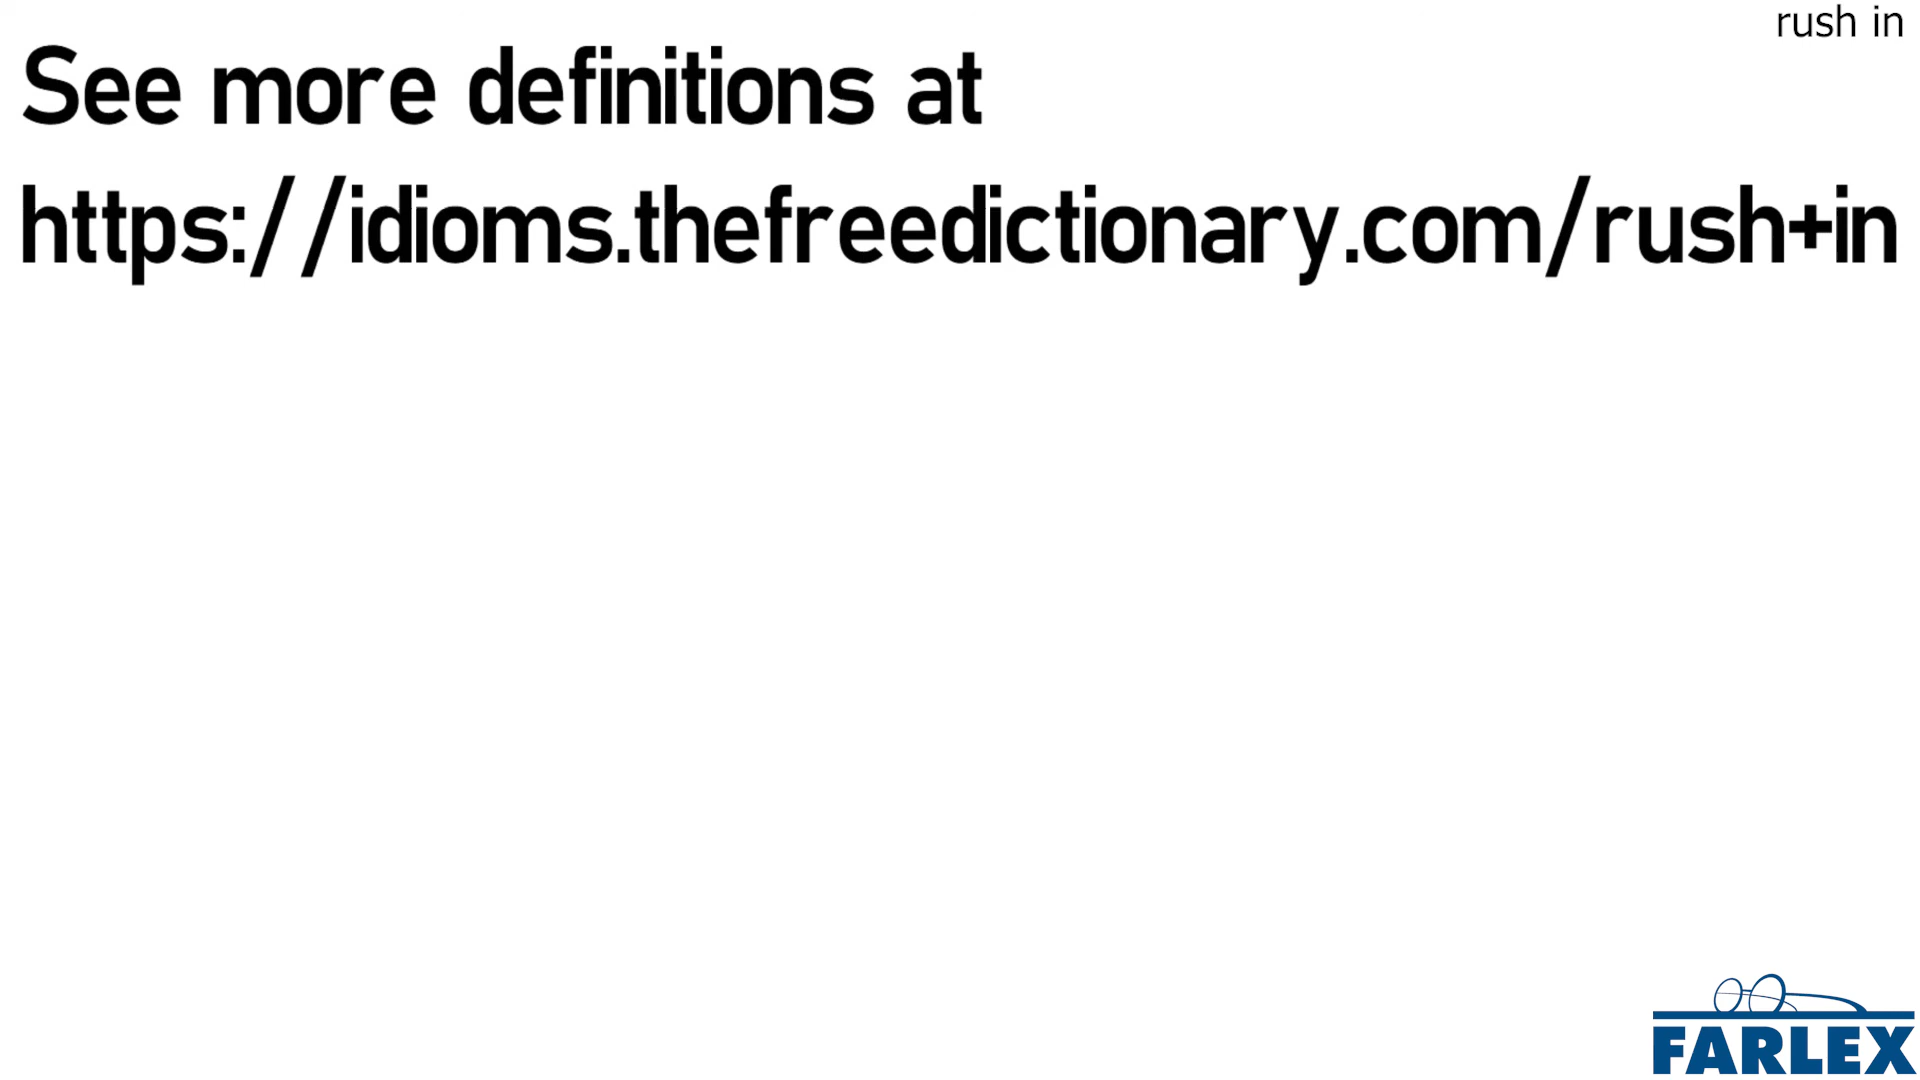 rush in
See more definitions at
https://idioms.thefreedictionary.com/rush+in
FARLEX